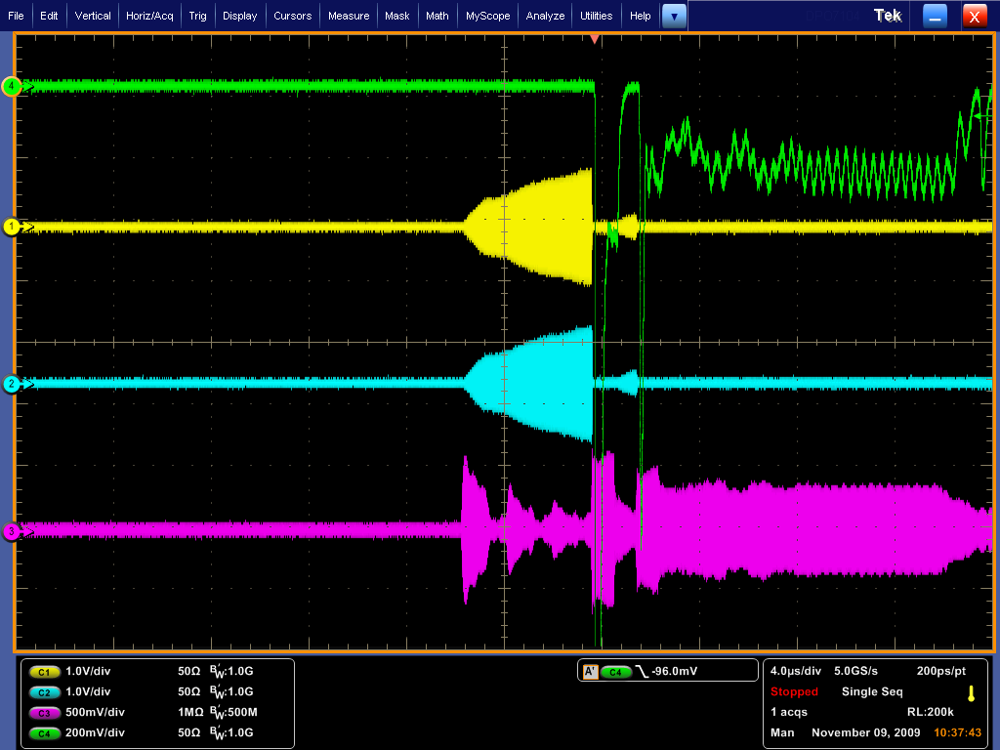 File Edit Vertical Horiz/Acq Trig Display Cursors Measure Mask Math MyScope Analyze Utilities Help Tek X
4
1
2
3
C1 1.0V/div 50Ω BW:1.0G
C2 1.0V/div 50Ω BW:1.0G
C3 500mV/div 1MΩ BW:500M
C4 200mV/div 50Ω BW:1.0G
A' C4 -96.0mV
4.0µs/div 5.0GS/s 200ps/pt
Stopped Single Seq
1 acqs RL:200k
Man November 09, 2009 10:37:43